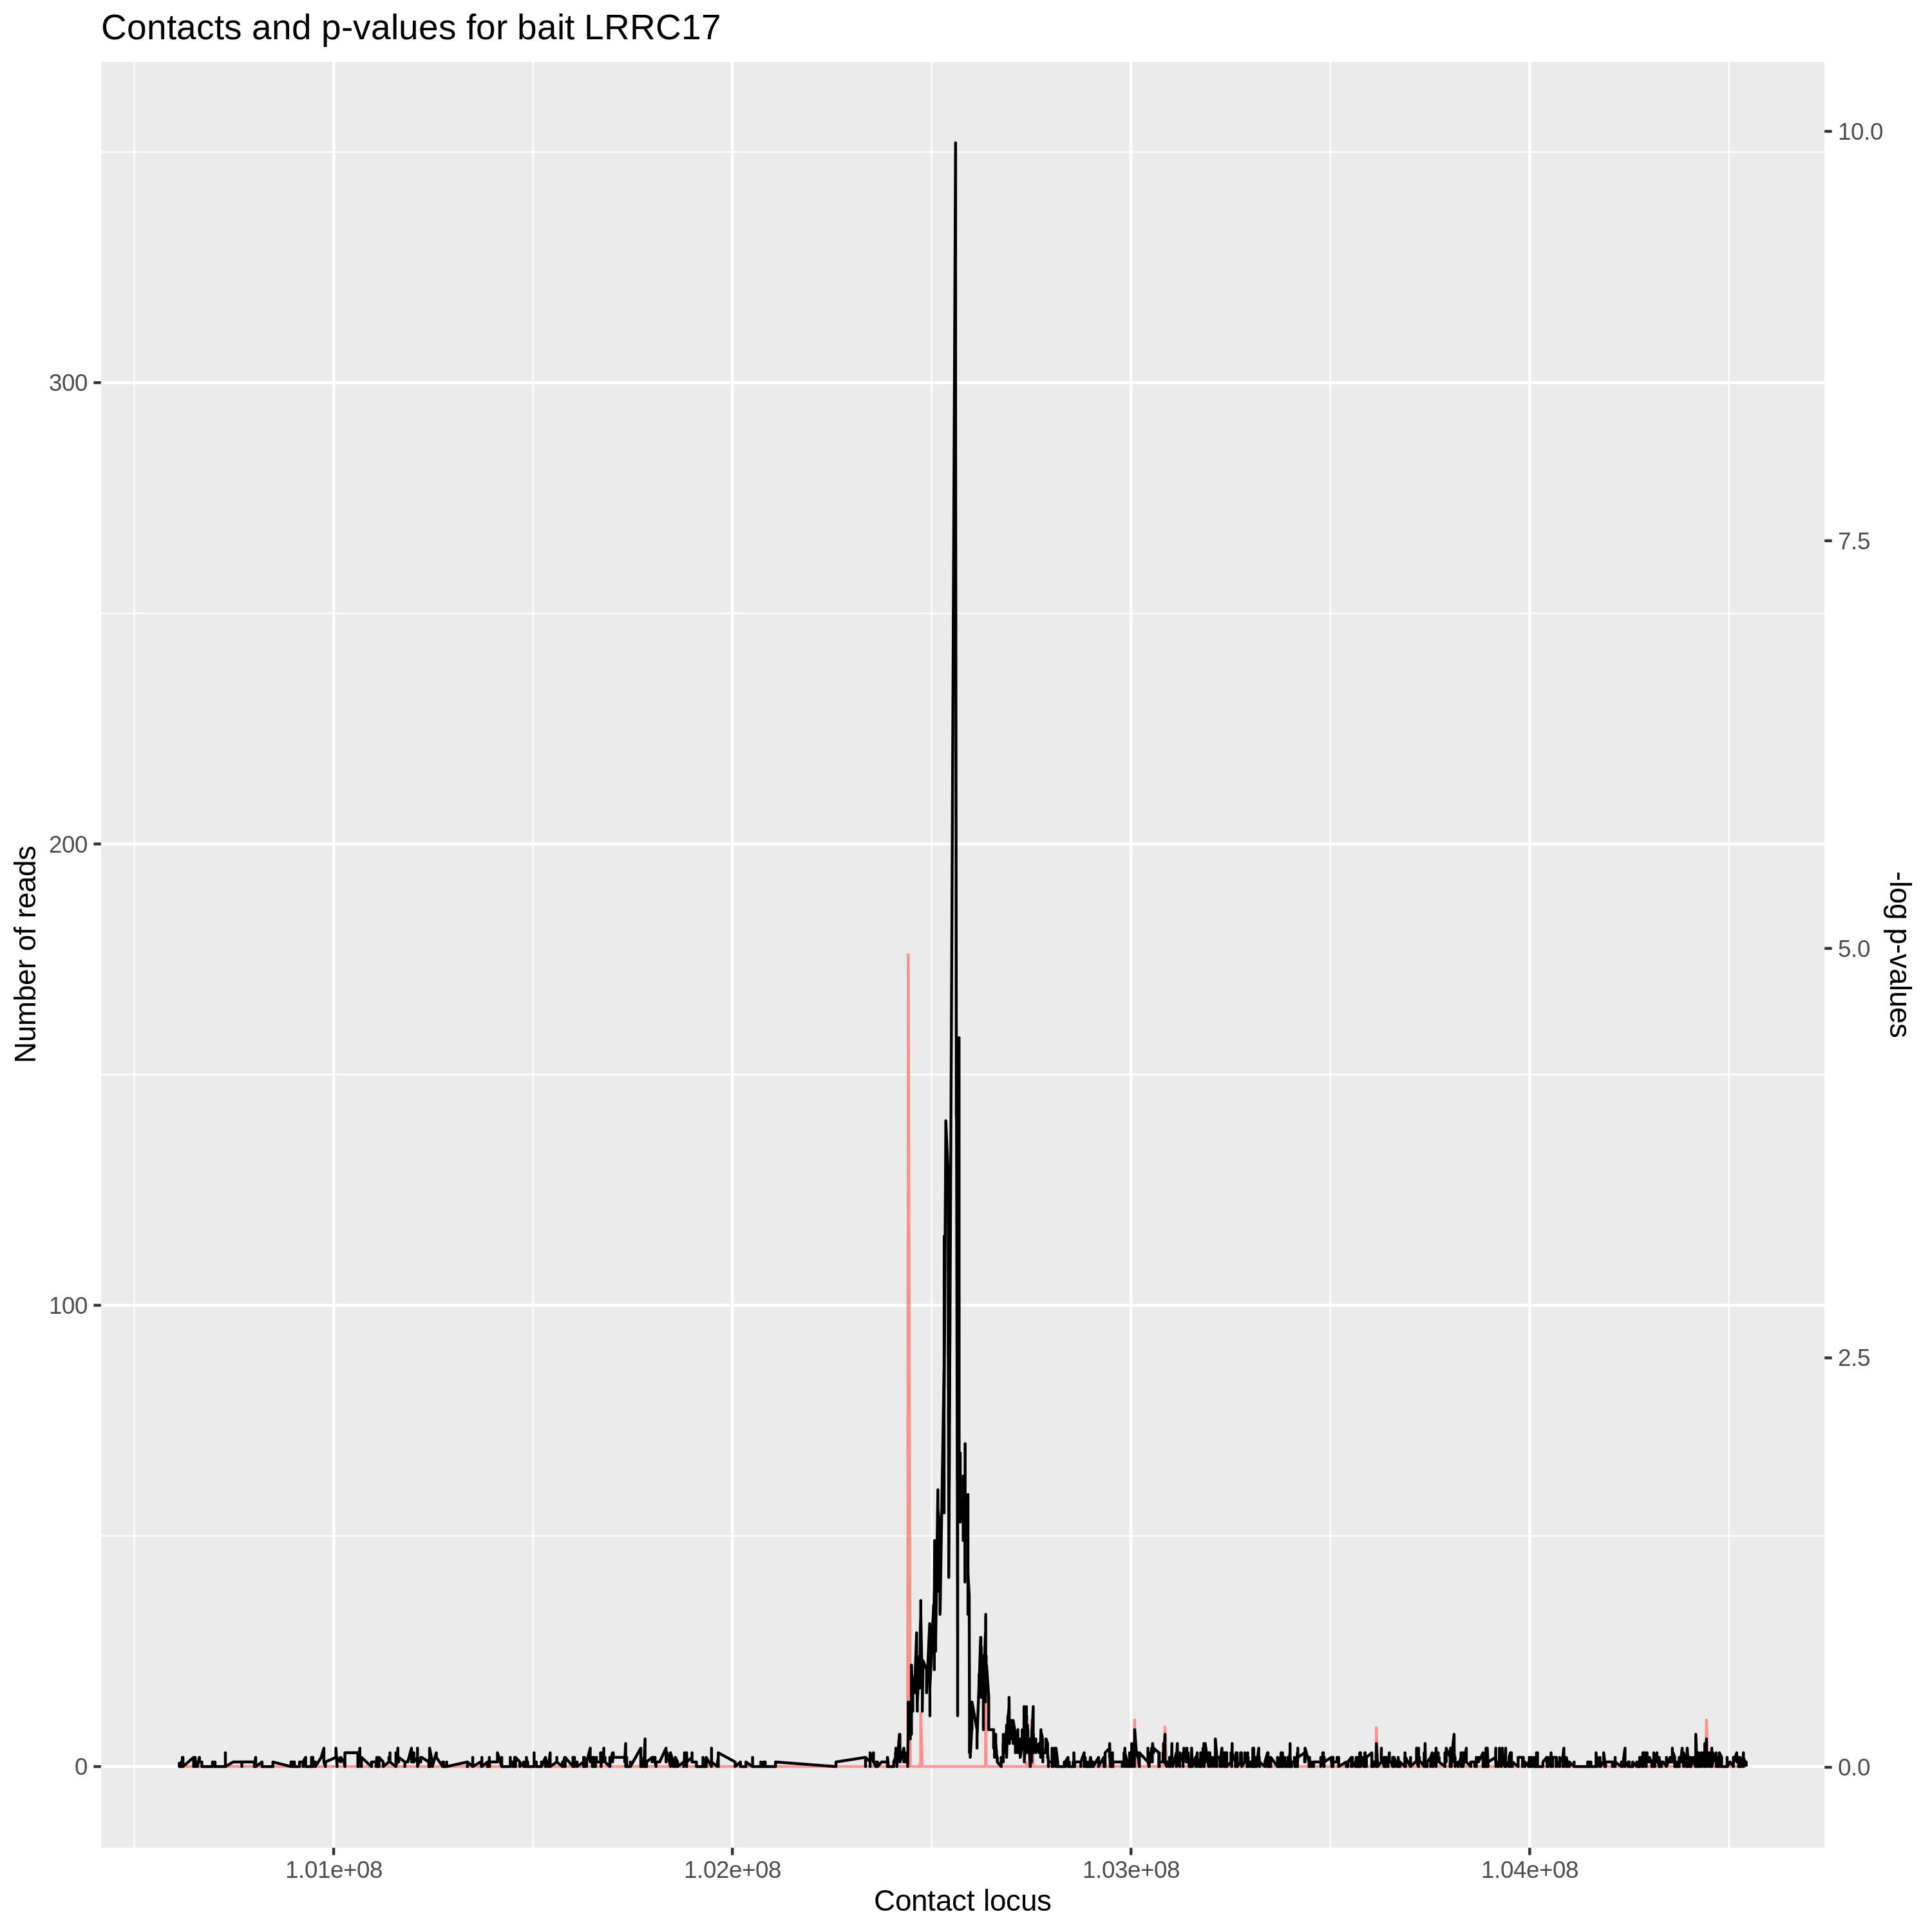 Contacts and p-values for bait LRRC17
Number of reads
300
200
100
0
10.0
7.5
5.0
2.5
0.0
-log p-values
1.01e+08
1.02e+08
1.03e+08
1.04e+08
Contact locus